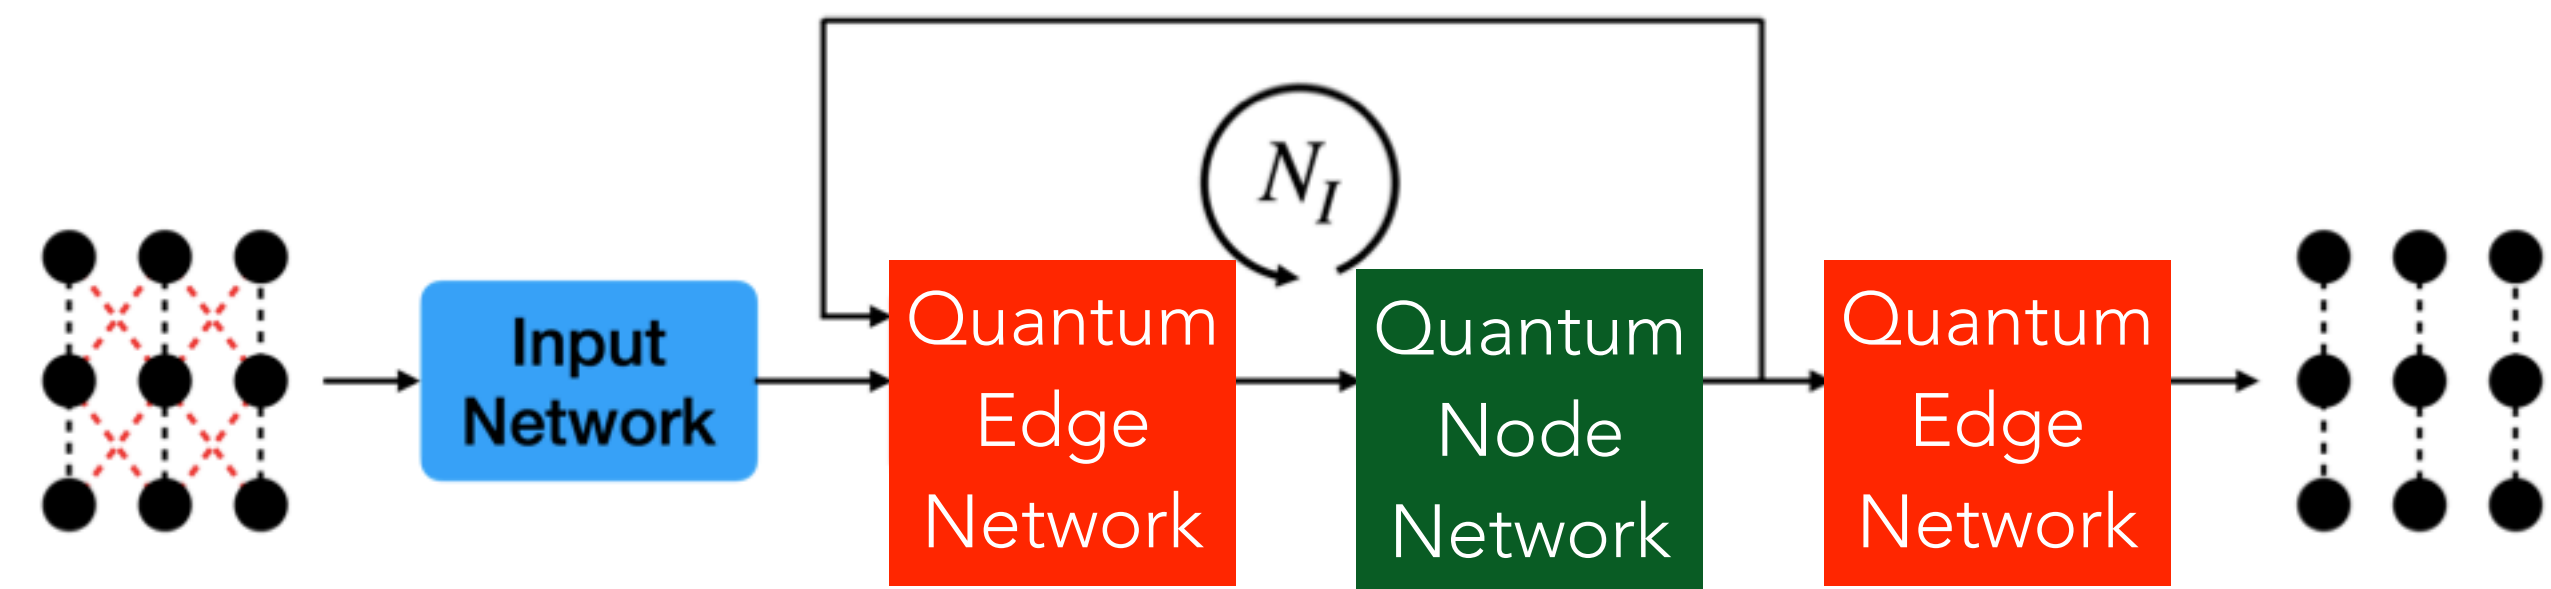 Input
Network
Quantum
Edge
Network
N_I
Quantum
Node
Network
Quantum
Edge
Network